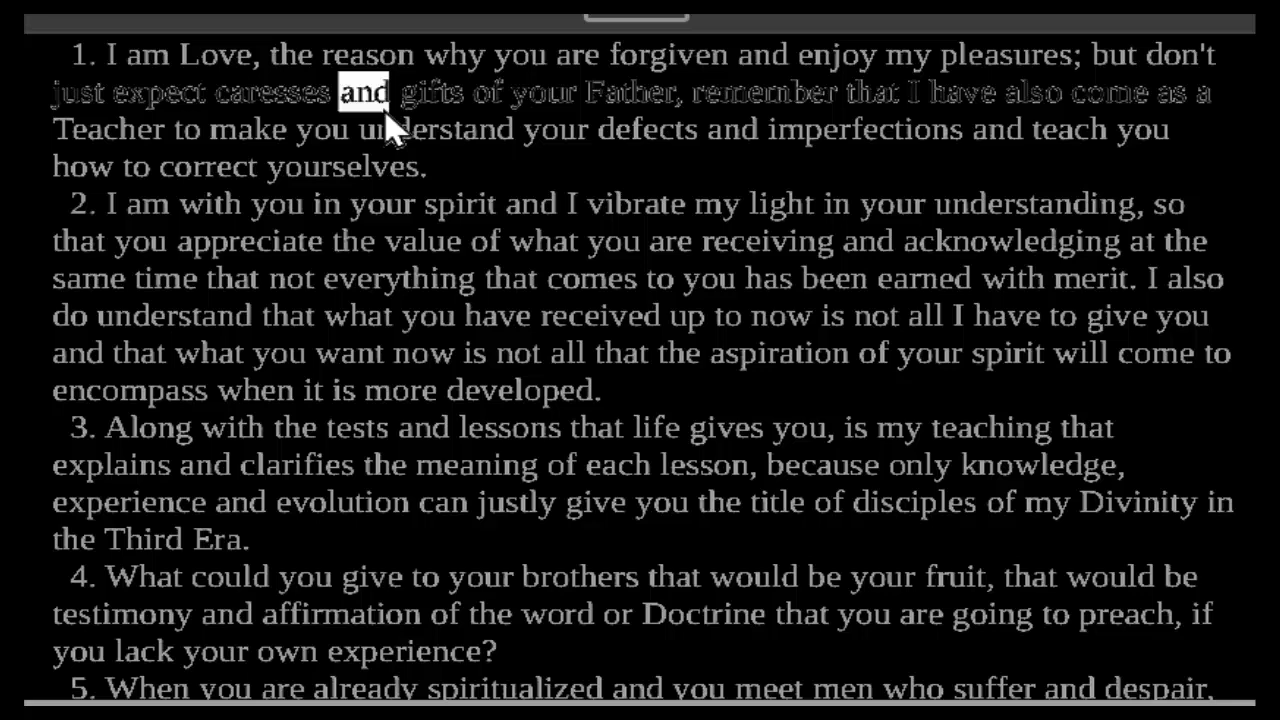 1. I am Love, the reason why you are forgiven and enjoy my pleasures; but don't
just expect caresses and gifts of your Father, remember that I have also come as a
Teacher to make you understand your defects and imperfections and teach you
how to correct yourselves.
2. I am with you in your spirit and I vibrate my light in your understanding, so
that you appreciate the value of what you are receiving and acknowledging at the
same time that not everything that comes to you has been earned with merit. I also
do understand that what you have received up to now is not all I have to give you
and that what you want now is not all that the aspiration of your spirit will come to
encompass when it is more developed.
3. Along with the tests and lessons that life gives you, is my teaching that
explains and clarifies the meaning of each lesson, because only knowledge,
experience and evolution can justly give you the title of disciples of my Divinity in
the Third Era.
4. What could you give to your brothers that would be your fruit, that would be
testimony and affirmation of the word or Doctrine that you are going to preach, if
you lack your own experience?
5. When you are already spiritualized and you meet men who suffer and despair,